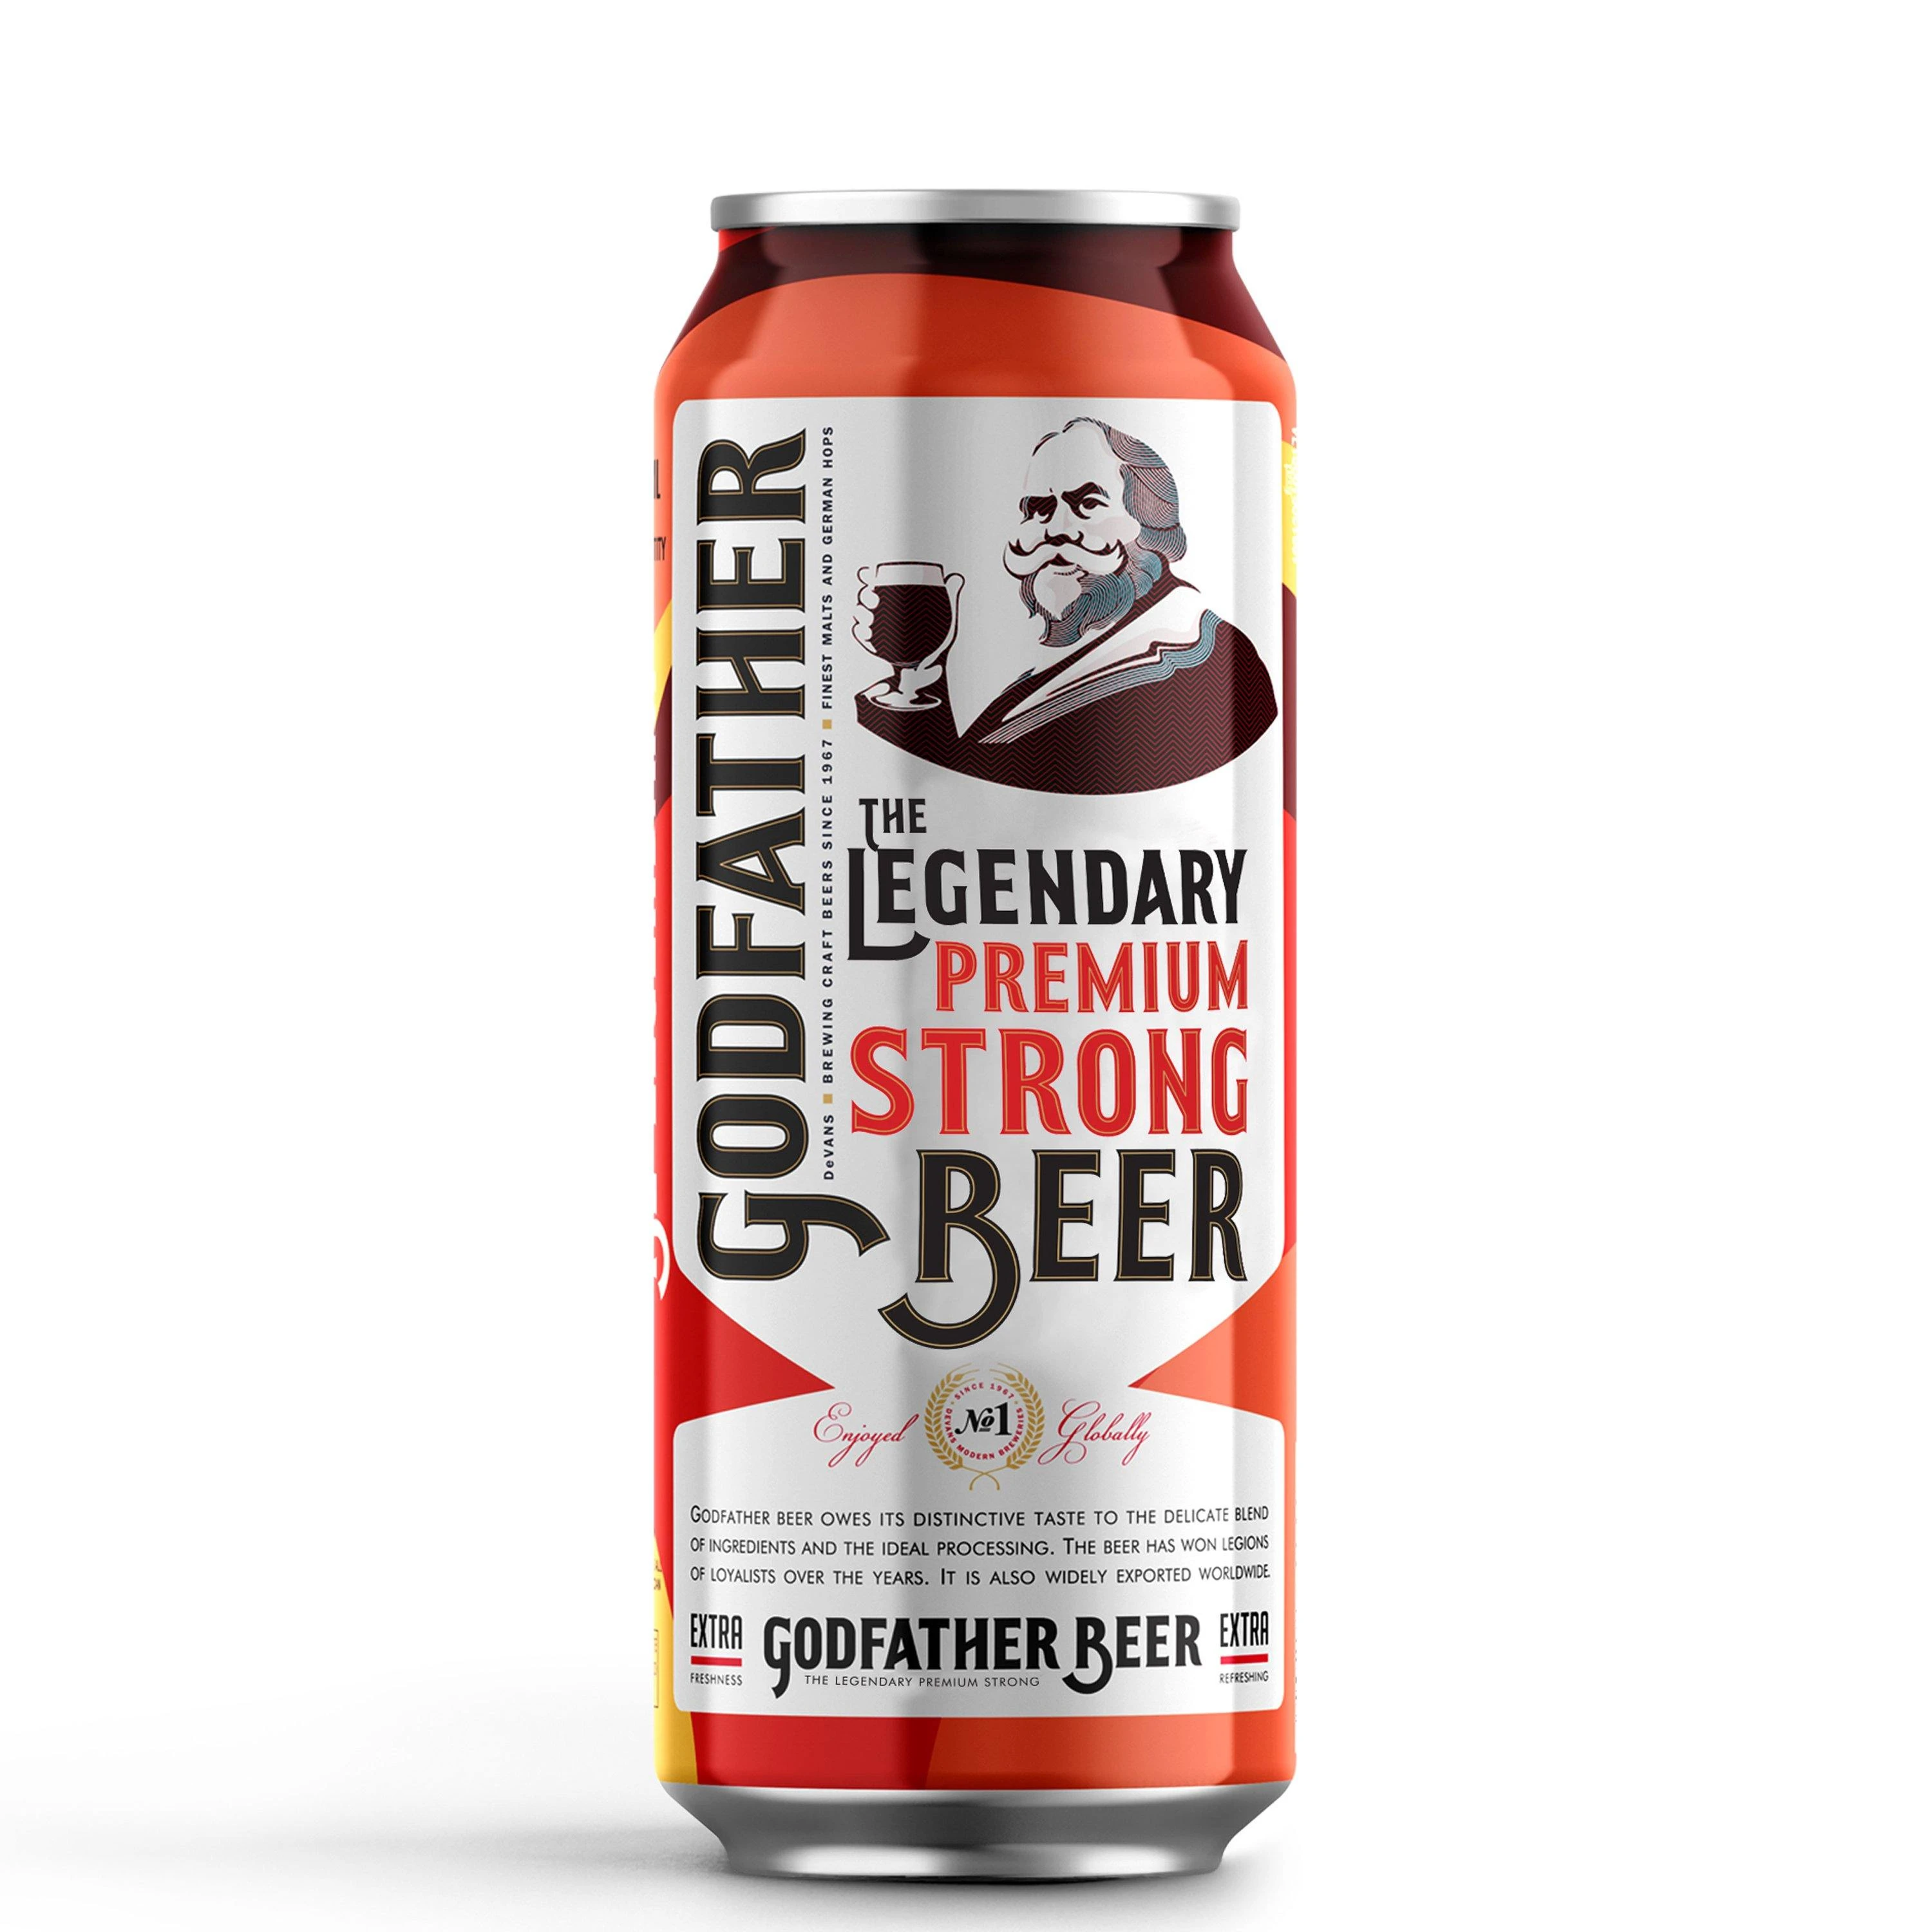 GODFATHER
DeVANS ▪ BREWING CRAFT BEERS SINCE 1967 ▪ FINEST MALTS AND GERMAN HOPS
THE
LEGENDARY
PREMIUM
STRONG
BEER
Enjoyed
SINCE 1967
No1
DEVANS MODERN BREWERIES
Globally
GODFATHER BEER OWES ITS DISTINCTIVE TASTE TO THE DELICATE BLEND
OF INGREDIENTS AND THE IDEAL PROCESSING. THE BEER HAS WON LEGIONS
OF LOYALISTS OVER THE YEARS. IT IS ALSO WIDELY EXPORTED WORLDWIDE.
EXTRA
FRESHNESS
GODFATHER BEER
THE LEGENDARY PREMIUM STRONG
EXTRA
REFRESHING